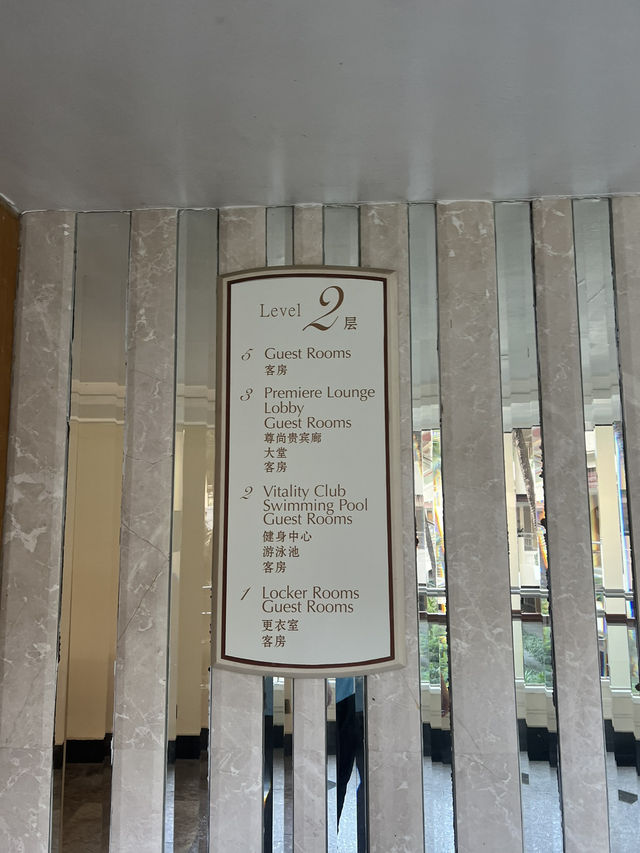 Level 2 层
5 Guest Rooms
客房
3 Premiere Lounge
Lobby
Guest Rooms
尊尚贵宾廊
大堂
客房
2 Vitality Club
Swimming Pool
Guest Rooms
健身中心
游泳池
客房
1 Locker Rooms
Guest Rooms
更衣室
客房